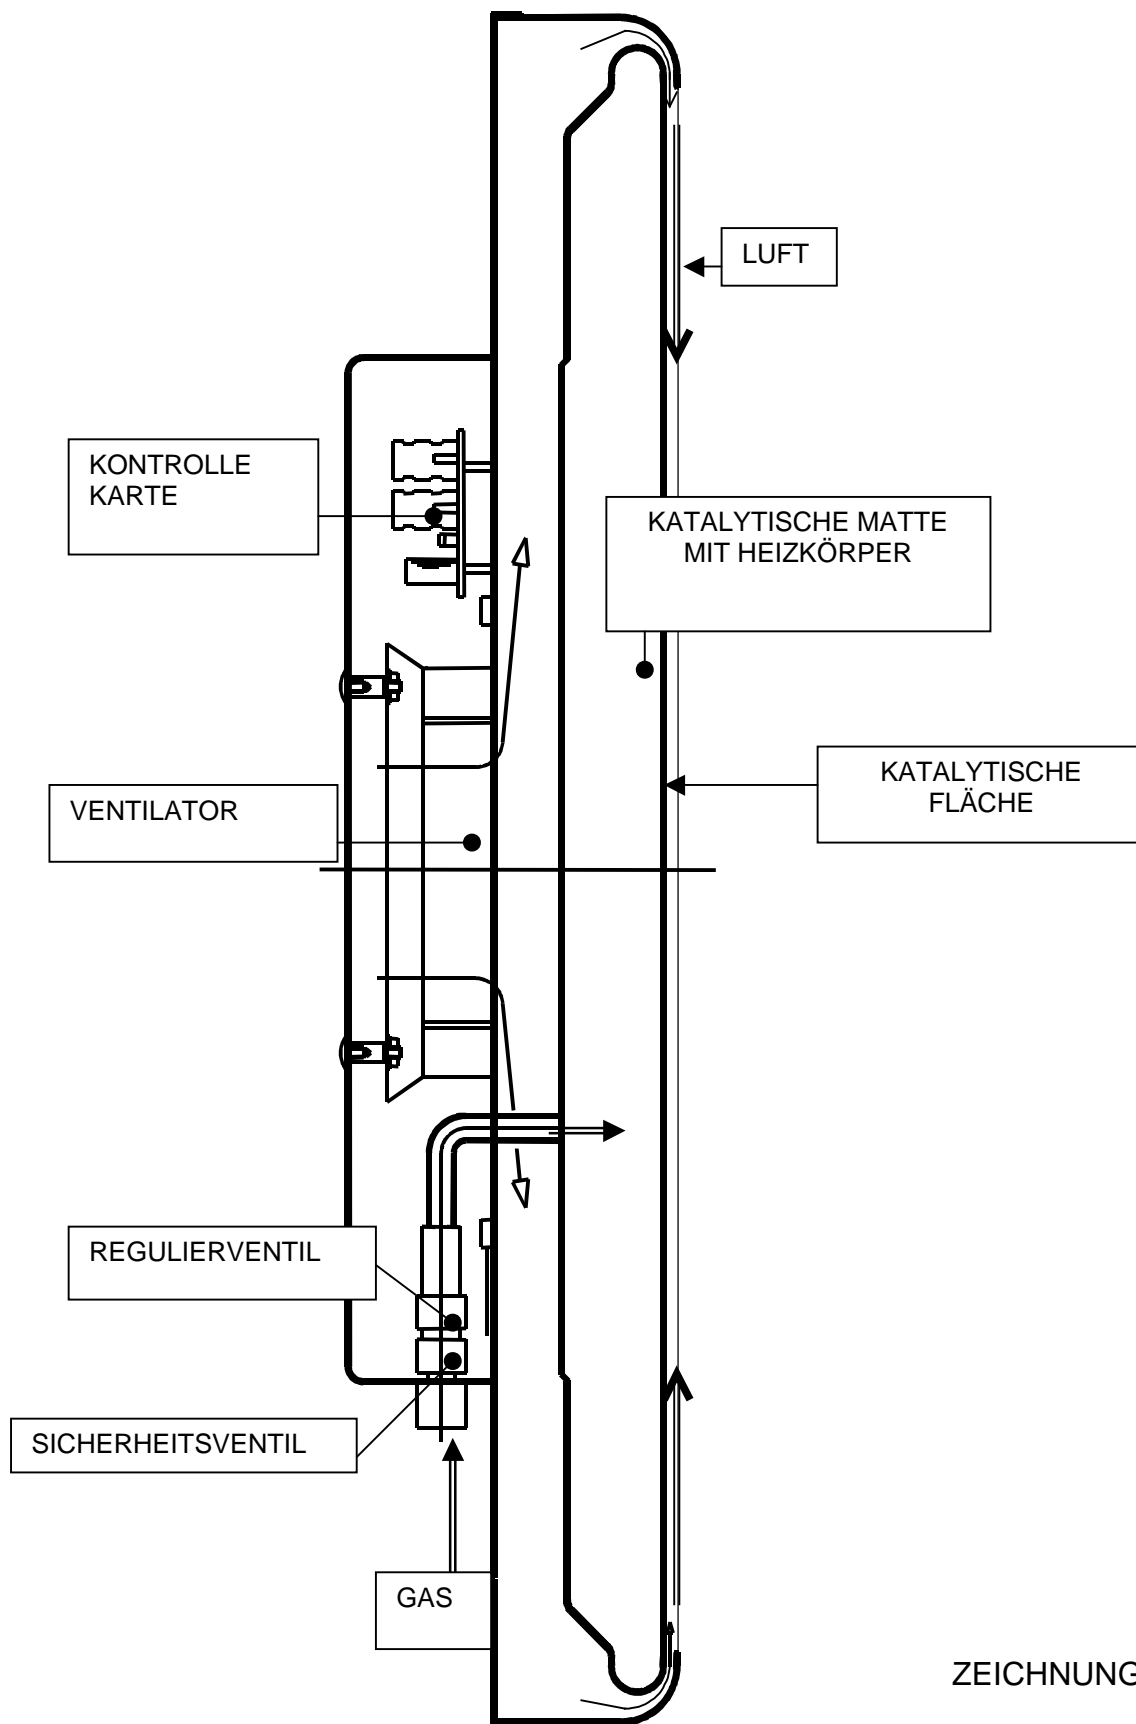 LUFT
KONTROLLE
KARTE
KATALYTISCHE MATTE
MIT HEIZKÖRPER
KATALYTISCHE
FLÄCHE
VENTILATOR
REGULIERVENTIL
SICHERHEITSVENTIL
GAS
ZEICHNUNG